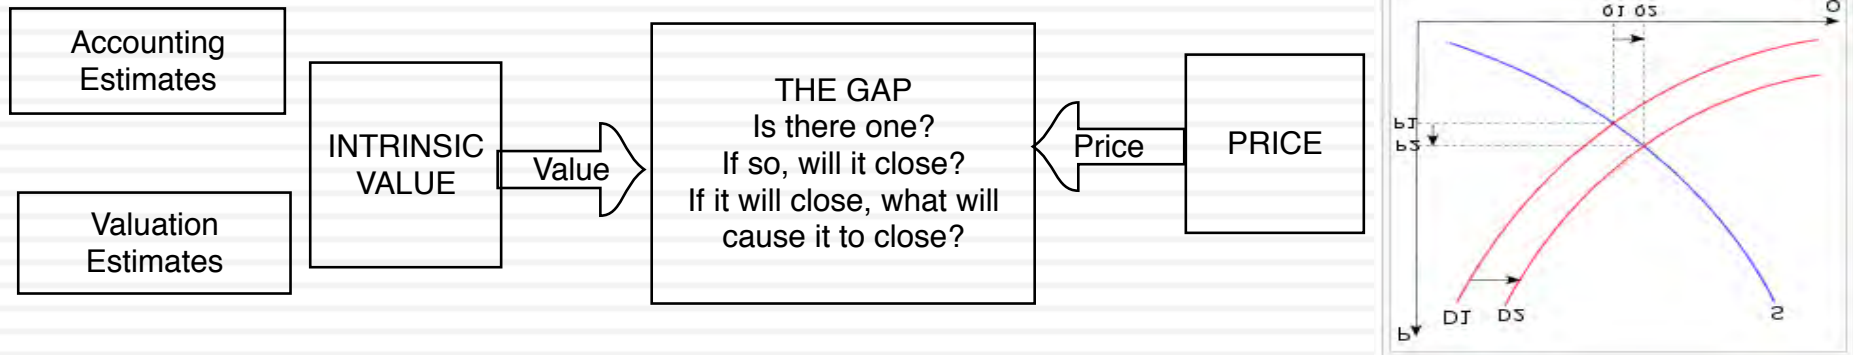 Accounting
Estimates
Valuation
Estimates
INTRINSIC
VALUE
Value
THE GAP
Is there one?
If so, will it close?
If it will close, what will
cause it to close?
Price
PRICE
Q1 Q2
Q
P1
P2
D1 D2
S
P